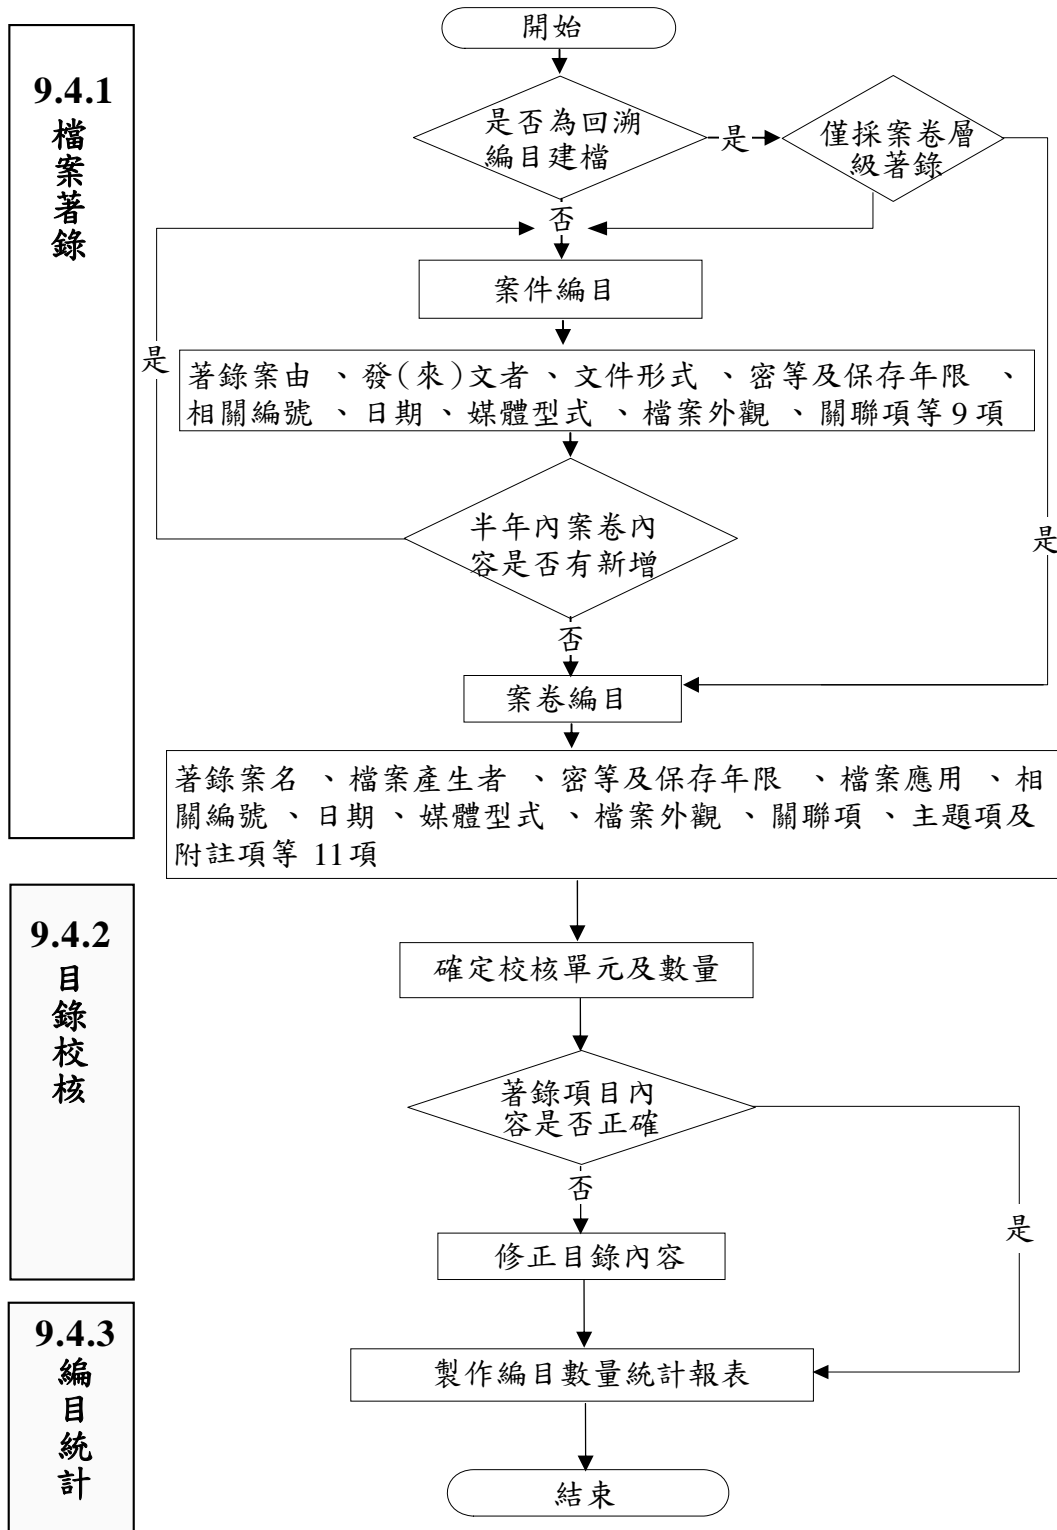 開始
9.4.1
檔案著錄
是否為回溯
編目建檔
是
僅採案卷層
級著錄
否
案件編目
是
著錄案由、發(來)文者、文件形式、密等及保存年限、
相關編號、日期、媒體型式、檔案外觀、關聯項等9項
半年內案卷內
容是否有新增
是
否
案卷編目
著錄案名、檔案產生者、密等及保存年限、檔案應用、相
關編號、日期、媒體型式、檔案外觀、關聯項、主題項及
附註項等 11項
9.4.2
目錄校核
確定校核單元及數量
著錄項目內
容是否正確
否
是
修正目錄內容
9.4.3
編目統計
製作編目數量統計報表
結束